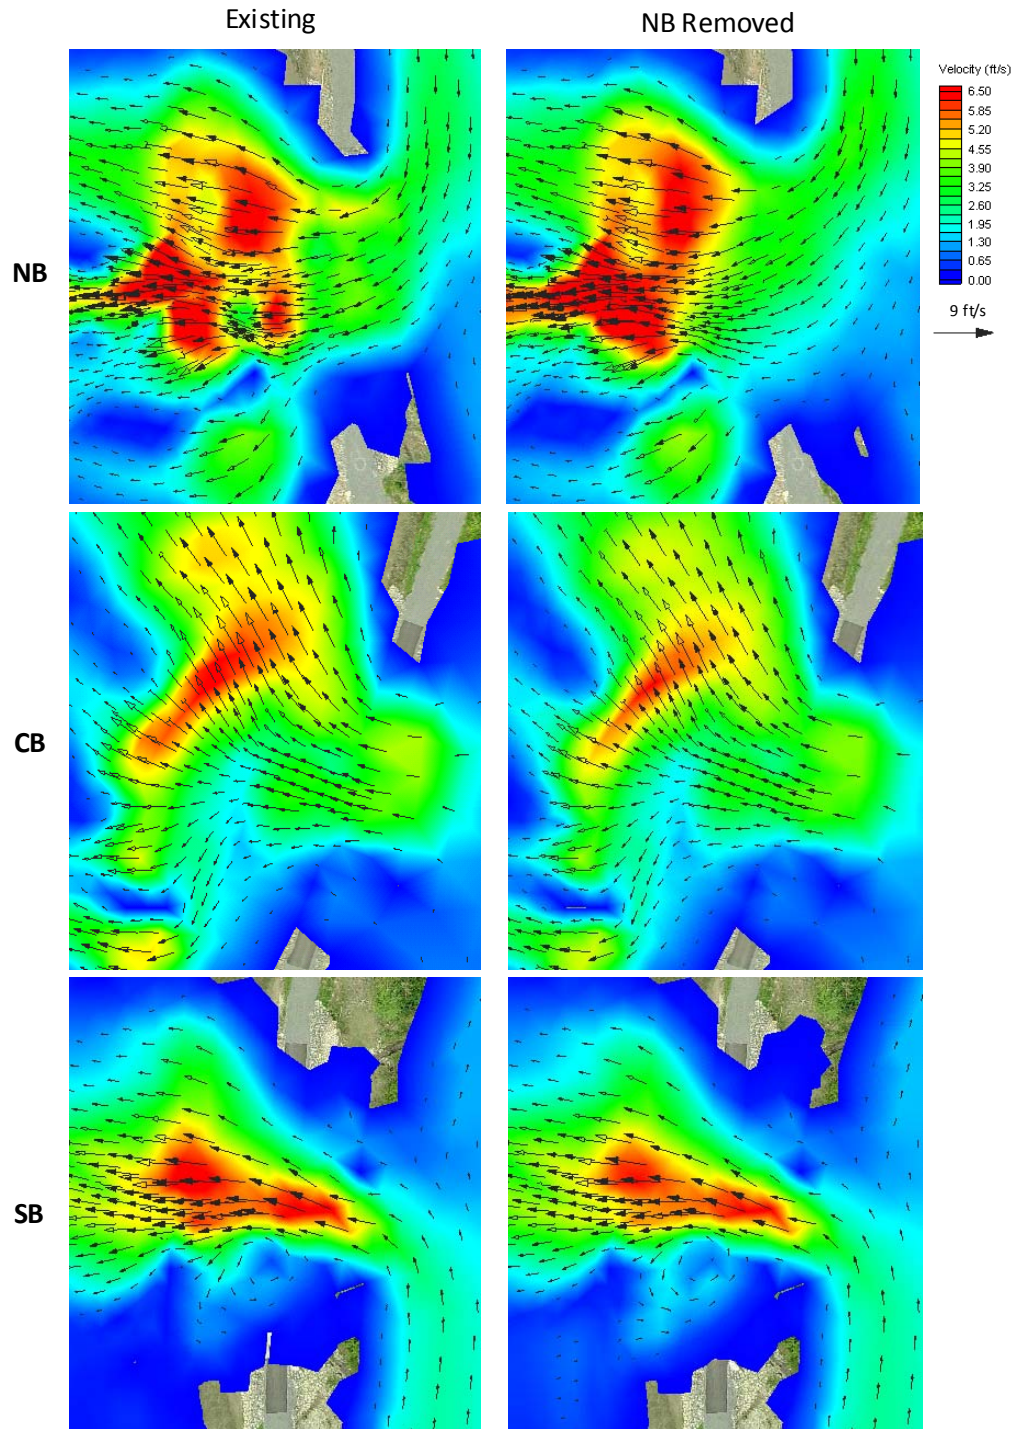 Existing
NB Removed
Velocity (ft/s)
6.50
5.85
5.20
4.55
3.90
3.25
2.60
1.95
1.30
0.65
0.00
9 ft/s
NB
CB
SB